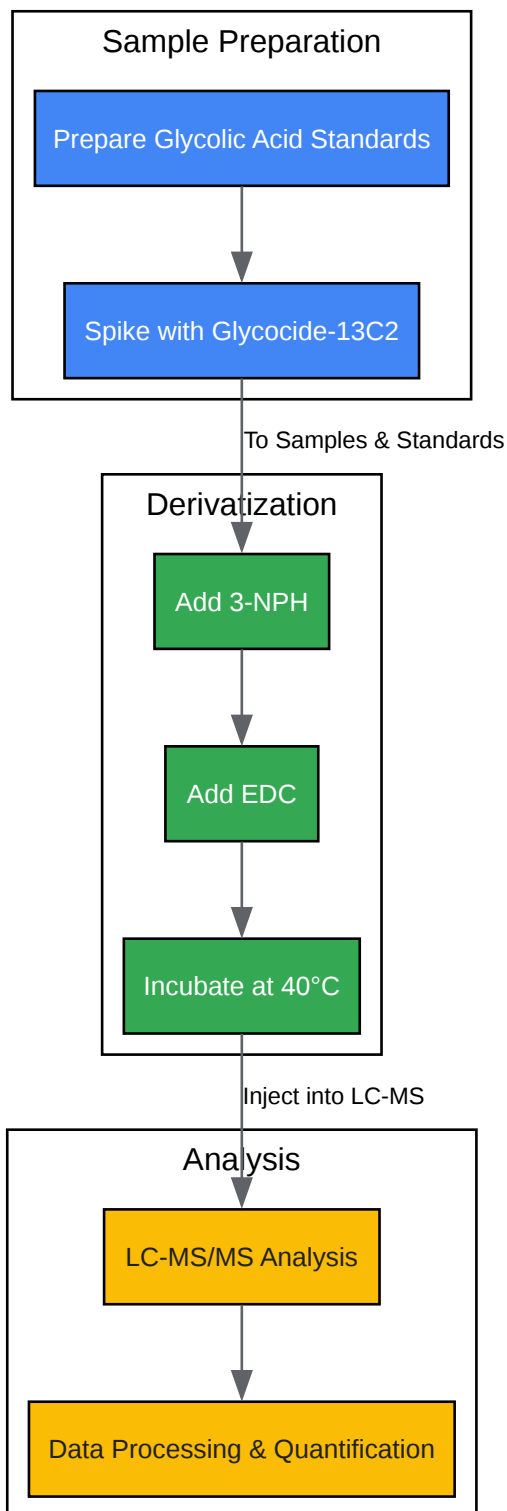 Sample Preparation
Prepare Glycolic Acid Standards
Spike with Glycocide-13C2
To Samples & Standards
Derivatization
Add 3-NPH
Add EDC
Incubate at 40°C
Inject into LC-MS
Analysis
LC-MS/MS Analysis
Data Processing & Quantification